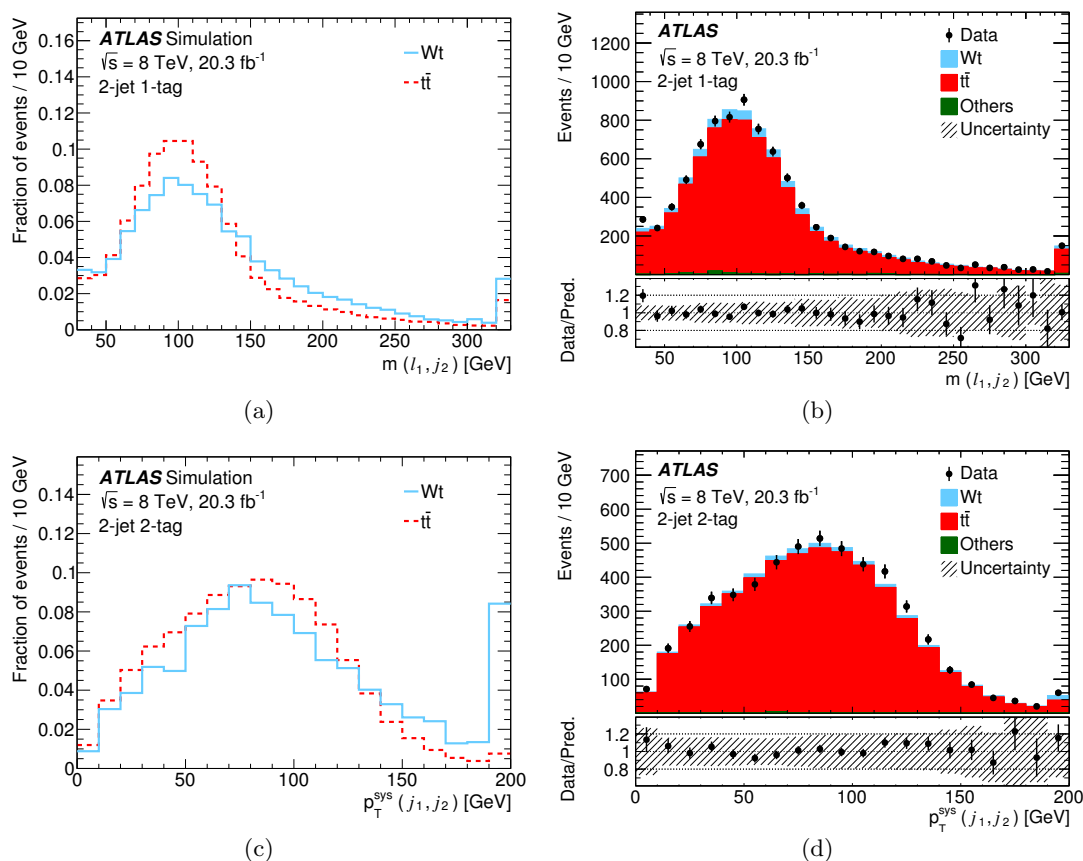 Fraction of events / 10 GeV
0.16
0.14
0.12
0.1
0.08
0.06
0.04
0.02
0
ATLAS Simulation
√s = 8 TeV, 20.3 fb⁻¹
2-jet 1-tag
Wt
tt̄
50 100 150 200 250 300
m (l₁, j₂) [GeV]
(a)
Events / 10 GeV
1200
1000
800
600
400
200
ATLAS
√s = 8 TeV, 20.3 fb⁻¹
2-jet 1-tag
Data
Wt
tt̄
Others
Uncertainty
Data/Pred.
1.2
1
0.8
50 100 150 200 250 300
m (l₁, j₂) [GeV]
(b)
Fraction of events / 10 GeV
0.14
0.12
0.1
0.08
0.06
0.04
0.02
0
ATLAS Simulation
√s = 8 TeV, 20.3 fb⁻¹
2-jet 2-tag
Wt
tt̄
0 50 100 150 200
p_T^sys (j₁, j₂) [GeV]
(c)
Events / 10 GeV
700
600
500
400
300
200
100
0
ATLAS
√s = 8 TeV, 20.3 fb⁻¹
2-jet 2-tag
Data
Wt
tt̄
Others
Uncertainty
Data/Pred.
1.2
1
0.8
0 50 100 150 200
p_T^sys (j₁, j₂) [GeV]
(d)